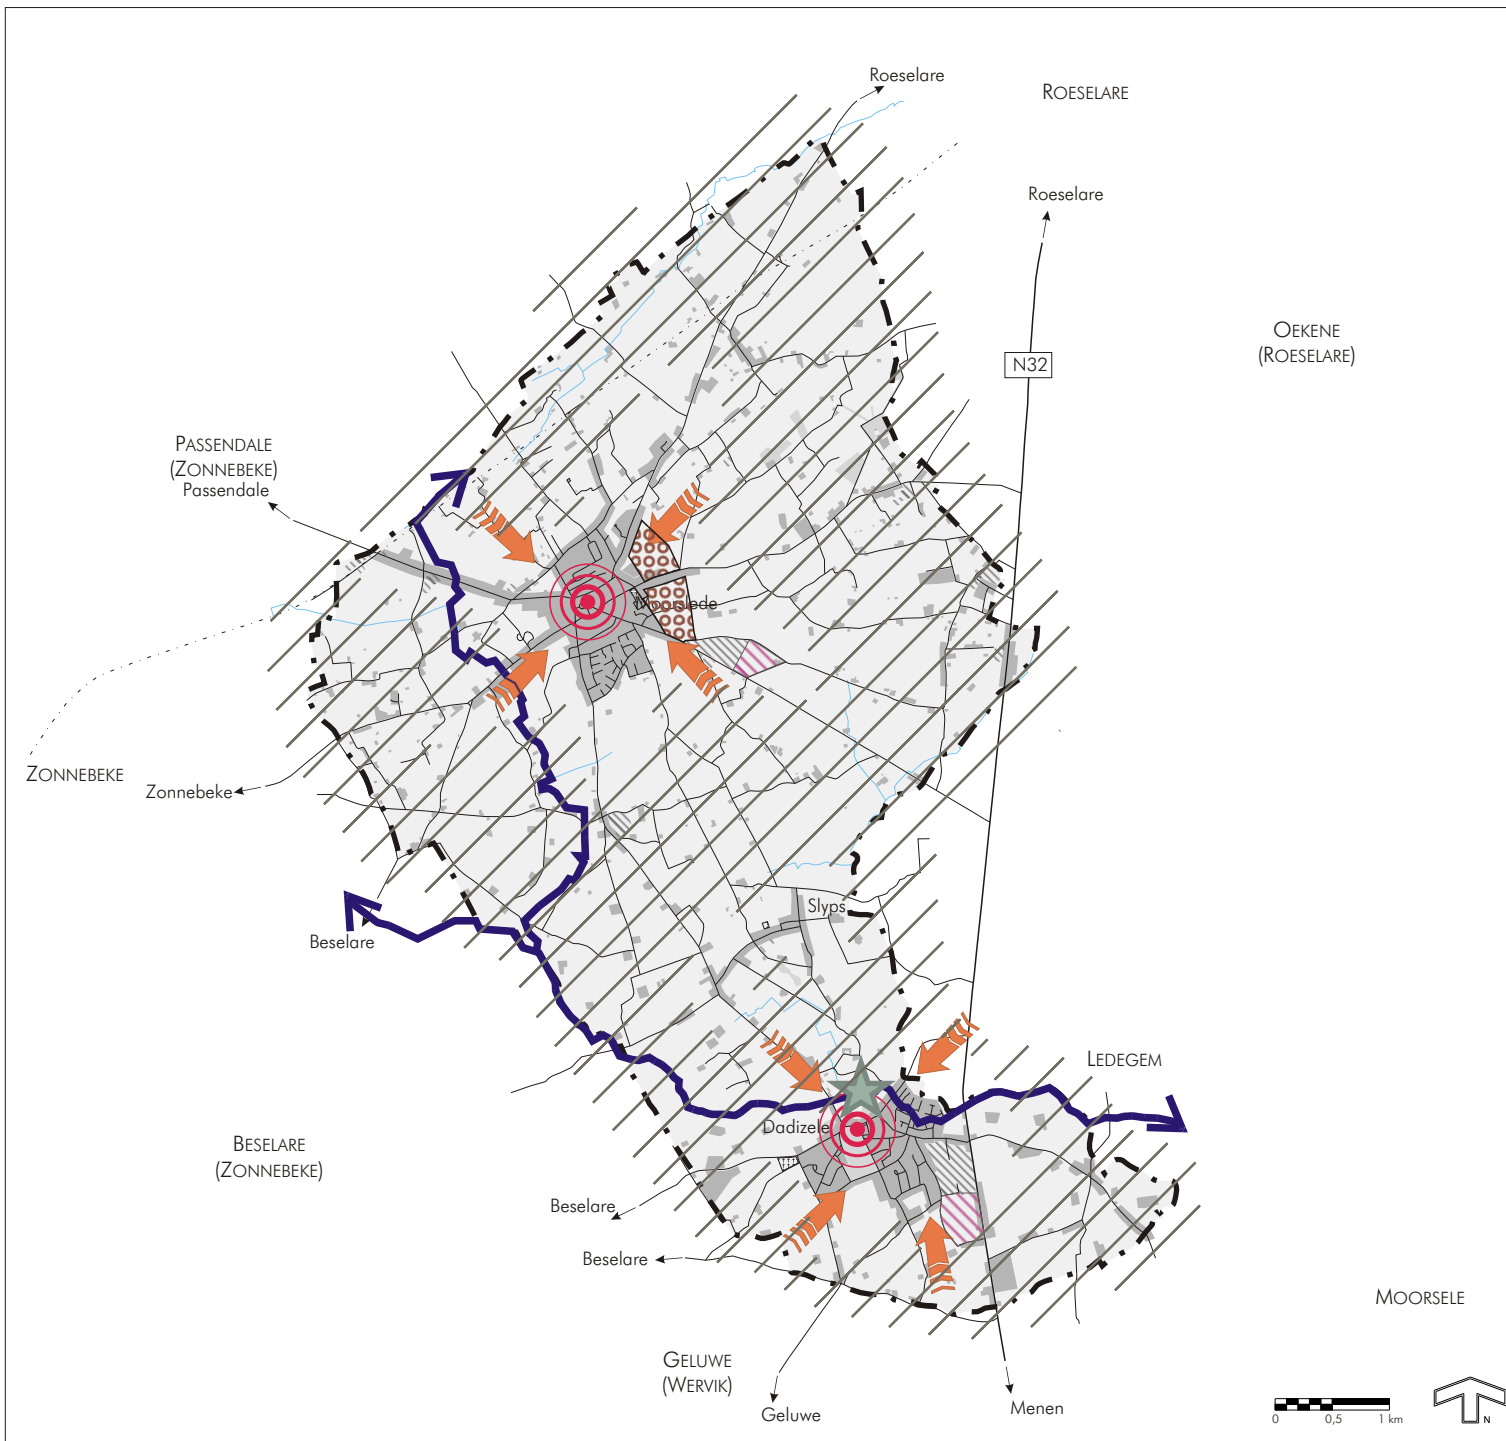 Roeselare
ROESELARE
Roeselare
OEKENE
(ROESELARE)
N32
PASSENDALE
(ZONNEBEKE)
Passendale
Moorslede
ZONNEBEKE
Zonnebeke
Slyps
Beselare
LEDEGEM
Dadizele
BESELARE
(ZONNEBEKE)
Beselare
Beselare
MOORSELE
GELUWE
(WERVIK)
Geluwe
Menen
0 0,5 1 km
N